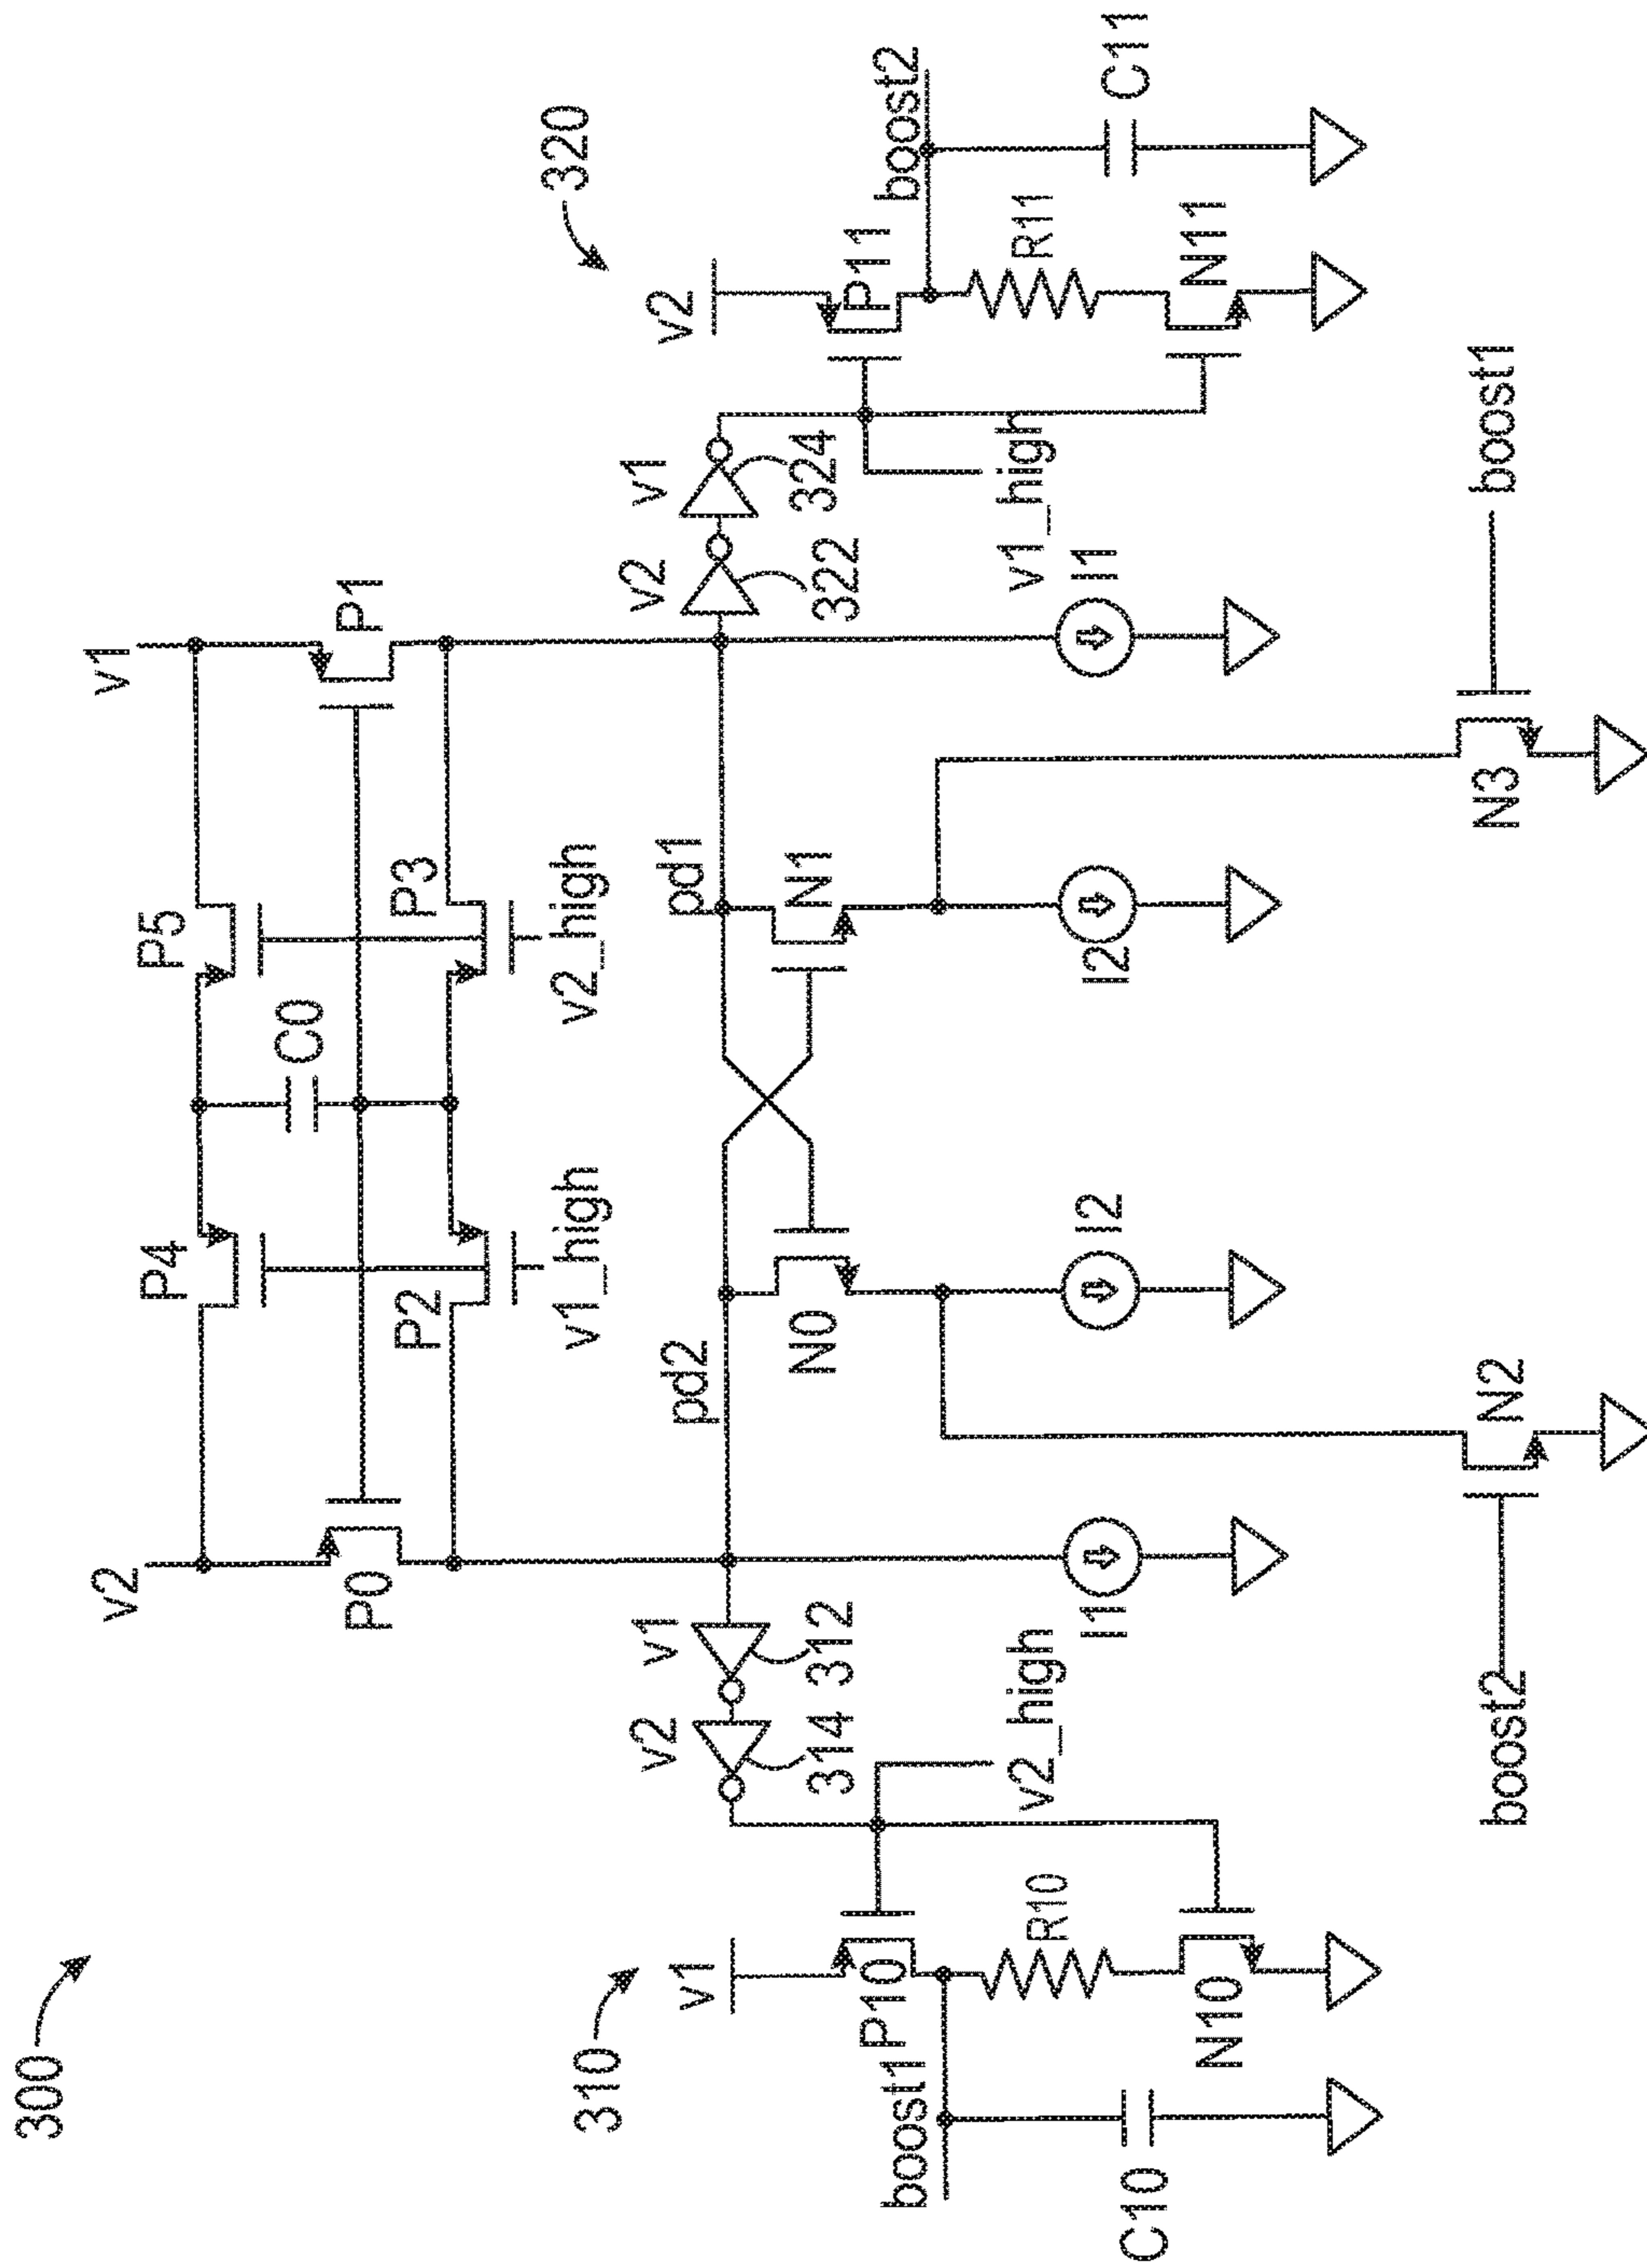 300
v2
v1
P4
P5
C0
P0
P1
P2
P3
v1_high
v2_high
310
320
v1
v2
v1
pd2
pd1
v2
v1
v2
314
312
322
324
P10
P11
boost1
boost2
v2_high
N0
N1
v1_high
R10
R11
C10
C11
N10
N11
I1
I2
I2
I1
boost2
N2
N3
boost1